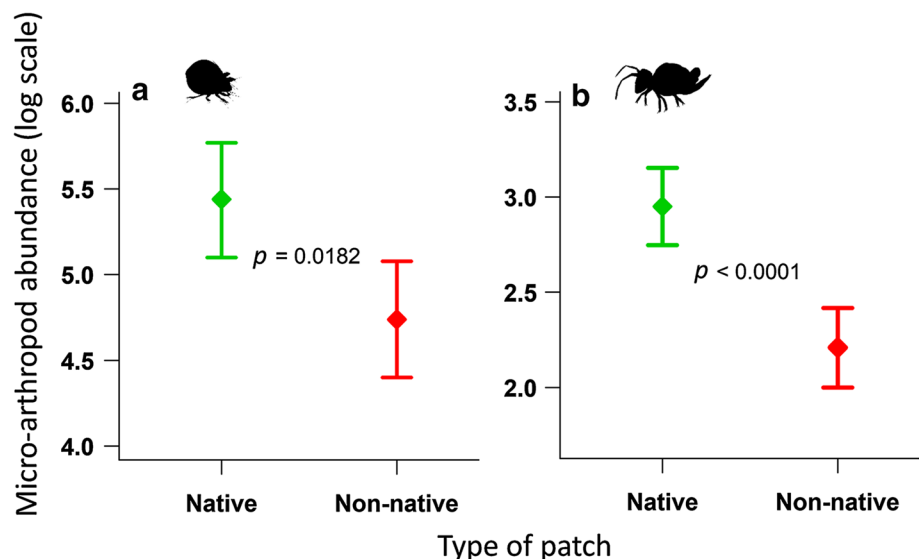 Micro-arthropod abundance (log scale)
a
6.0
5.5
5.0
4.5
4.0
p = 0.0182
Native
Non-native
b
3.5
3.0
2.5
2.0
p < 0.0001
Native
Non-native
Type of patch